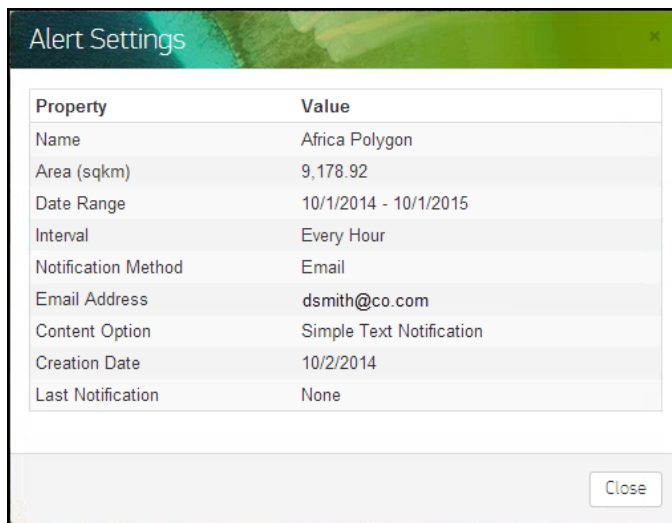 Alert Settings
×
Property Value
Name Africa Polygon
Area (sqkm) 9,178.92
Date Range 10/1/2014 - 10/1/2015
Interval Every Hour
Notification Method Email
Email Address dsmith@co.com
Content Option Simple Text Notification
Creation Date 10/2/2014
Last Notification None
Close